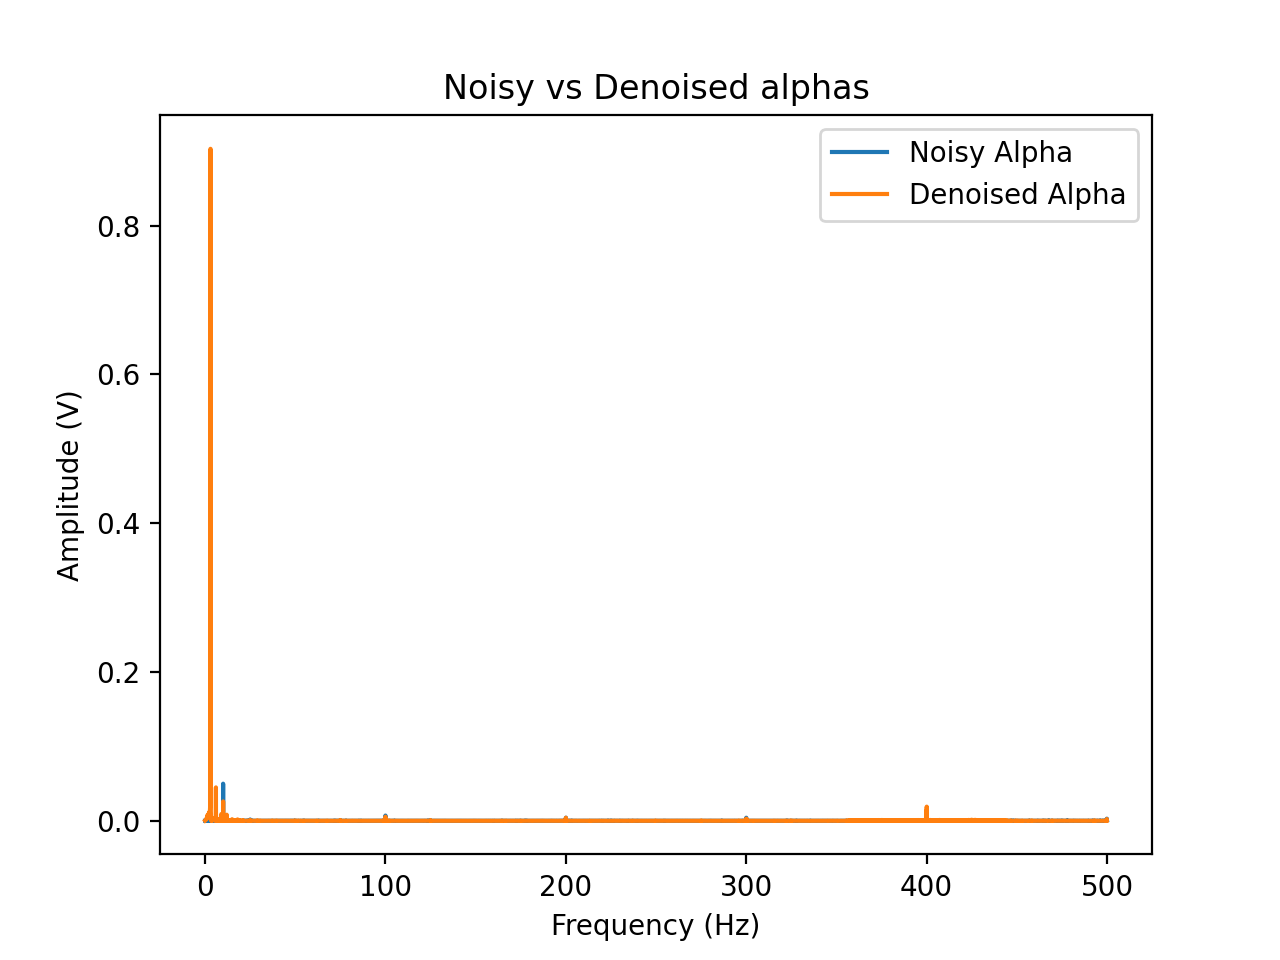 Noisy vs Denoised alphas
Noisy Alpha
Denoised Alpha
0.8
0.6
0.4
0.2
0.0
Amplitude (V)
0 100 200 300 400 500
Frequency (Hz)